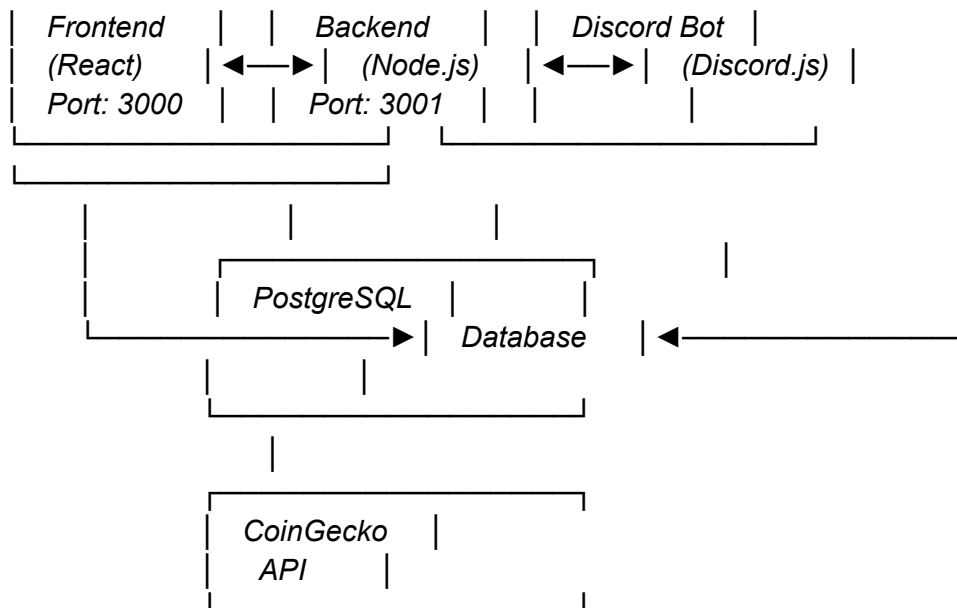 Frontend Backend Discord Bot
(React) (Node.js) (Discord.js)
Port: 3000 Port: 3001
PostgreSQL
Database
CoinGecko
API